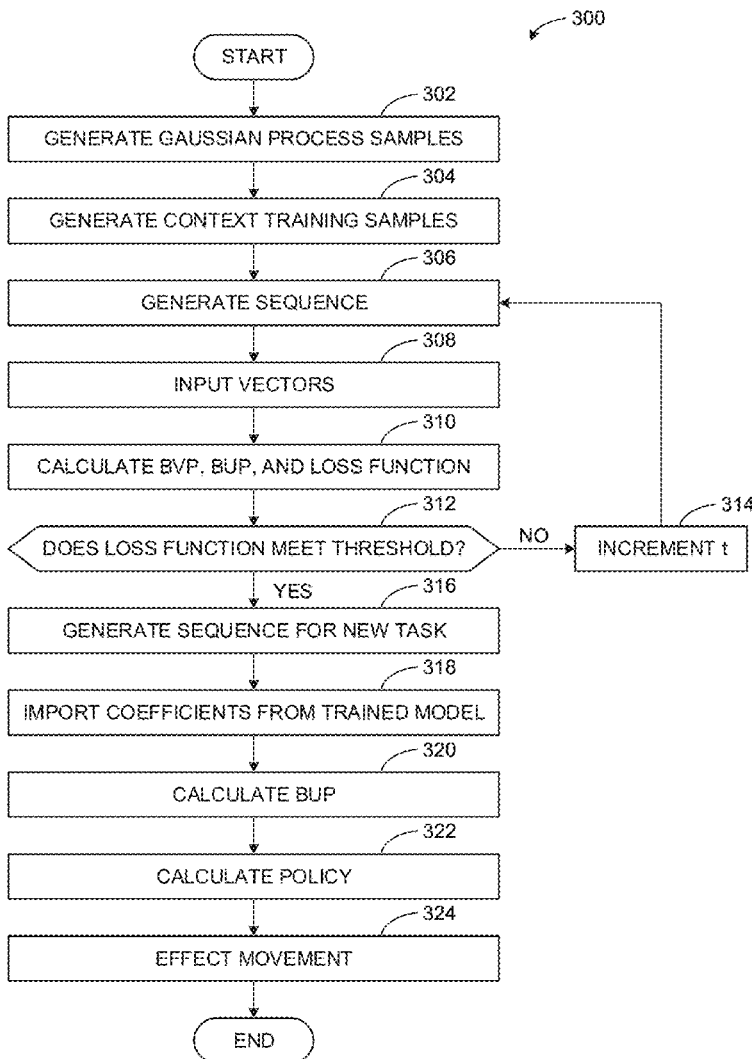 300
START
302
GENERATE GAUSSIAN PROCESS SAMPLES
304
GENERATE CONTEXT TRAINING SAMPLES
306
GENERATE SEQUENCE
308
INPUT VECTORS
310
CALCULATE BVP, BUP, AND LOSS FUNCTION
312
DOES LOSS FUNCTION MEET THRESHOLD?
NO
314
INCREMENT t
YES
316
GENERATE SEQUENCE FOR NEW TASK
318
IMPORT COEFFICIENTS FROM TRAINED MODEL
320
CALCULATE BUP
322
CALCULATE POLICY
324
EFFECT MOVEMENT
END